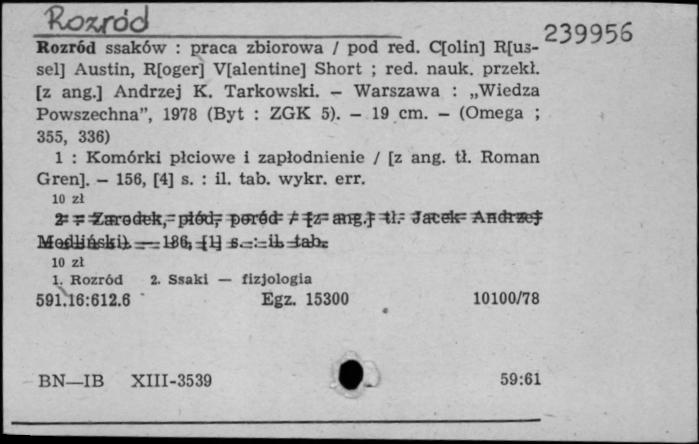 Rozród
239956
Rozród ssaków : praca zbiorowa / pod red. C[olin] R[us-
sel] Austin, R[oger] V[alentine] Short ; red. nauk. przekł.
[z ang.] Andrzej K. Tarkowski. — Warszawa : „Wiedza
Powszechna”, 1978 (Byt : ZGK 5). — 19 cm. — (Omega ;
355, 336)
1 : Komórki płciowe i zapłodnienie / [z ang. tł. Roman
Gren]. — 156, [4] s. : il. tab. wykr. err.
10 zł
2 : Zarodek, płód, poród / [z ang.] tł. Jacek Andrzej
Modliński). — 186, [1] s. : il. tab.
10 zł
1. Rozród 2. Ssaki — fizjologia
591.16:612.6 Egz. 15300 10100/78
BN—IB XIII-3539 59:61